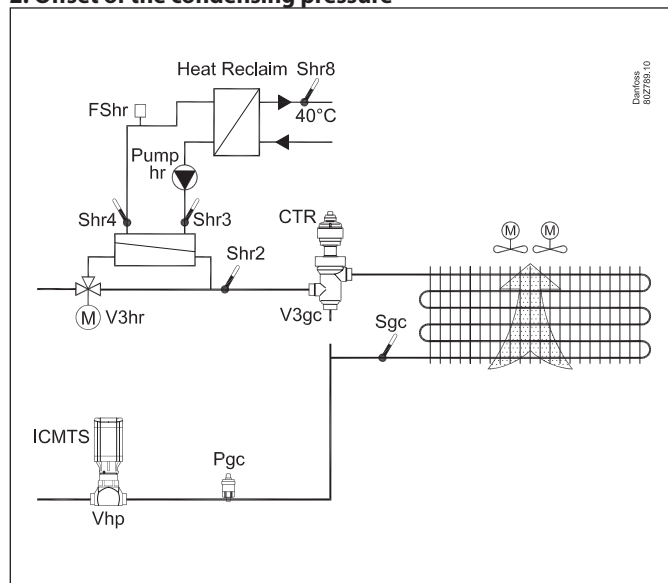 2. Offset of the condensing pressure
Danfoss
80Z789.10
Heat Reclaim
Shr8
FShr
40°C
Pump
hr
Shr4
Shr3
CTR
M
M
Shr2
M
V3hr
V3gc
Sgc
ICMTS
Pgc
Vhp